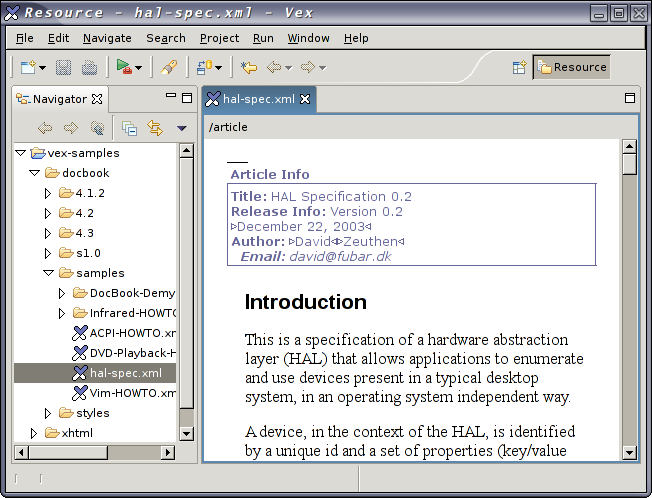 Resource - hal-spec.xml - Vex
File Edit Navigate Search Project Run Window Help
Resource
Navigator
vex-samples
docbook
4.1.2
4.2
4.3
s1.0
samples
DocBook-Demy
Infrared-HOWTO
ACPI-HOWTO.xm
DVD-Playback-H
hal-spec.xml
Vim-HOWTO.xm
styles
xhtml
hal-spec.xml
/article
Article Info
Title: HAL Specification 0.2
Release Info: Version 0.2
December 22, 2003
Author: David Zeuthen
Email: david@fubar.dk
Introduction
This is a specification of a hardware abstraction
layer (HAL) that allows applications to enumerate
and use devices present in a typical desktop
system, in an operating system independent way.
A device, in the context of the HAL, is identified
by a unique id and a set of properties (key/value